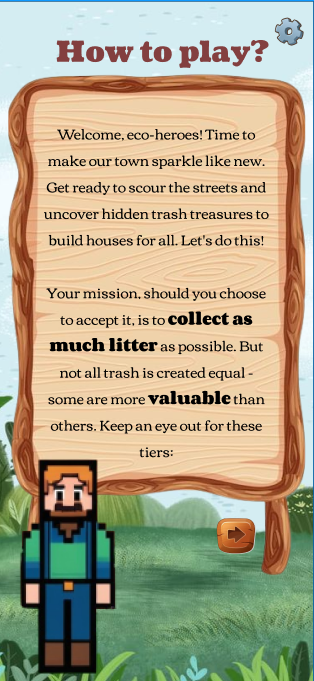 How to play?
Welcome, eco-heroes! Time to
make our town sparkle like new.
Get ready to scour the streets and
uncover hidden trash treasures to
build houses for all. Let's do this!
Your mission, should you choose
to accept it, is to collect as
much litter as possible. But
not all trash is created equal -
some are more valuable than
others. Keep an eye out for these
tiers: